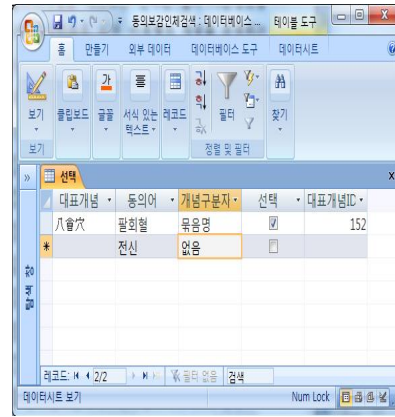 동의보감인체검색 : 데이터베이스 ... 테이블 도구
홈 만들기 외부 데이터 데이터베이스 도구 데이터시트
보기 클립보드 글꼴 서식 있는 텍스트 레코드 필터 찾기
보기 정렬 및 필터
선택
대표개념 동의어 개념구분자 선택 대표개념ID
八會穴 팔회혈 묶음명 152
전신 없음
탐색 창
레코드: 2/2 필터 없음 검색
데이터시트 보기 Num Lock